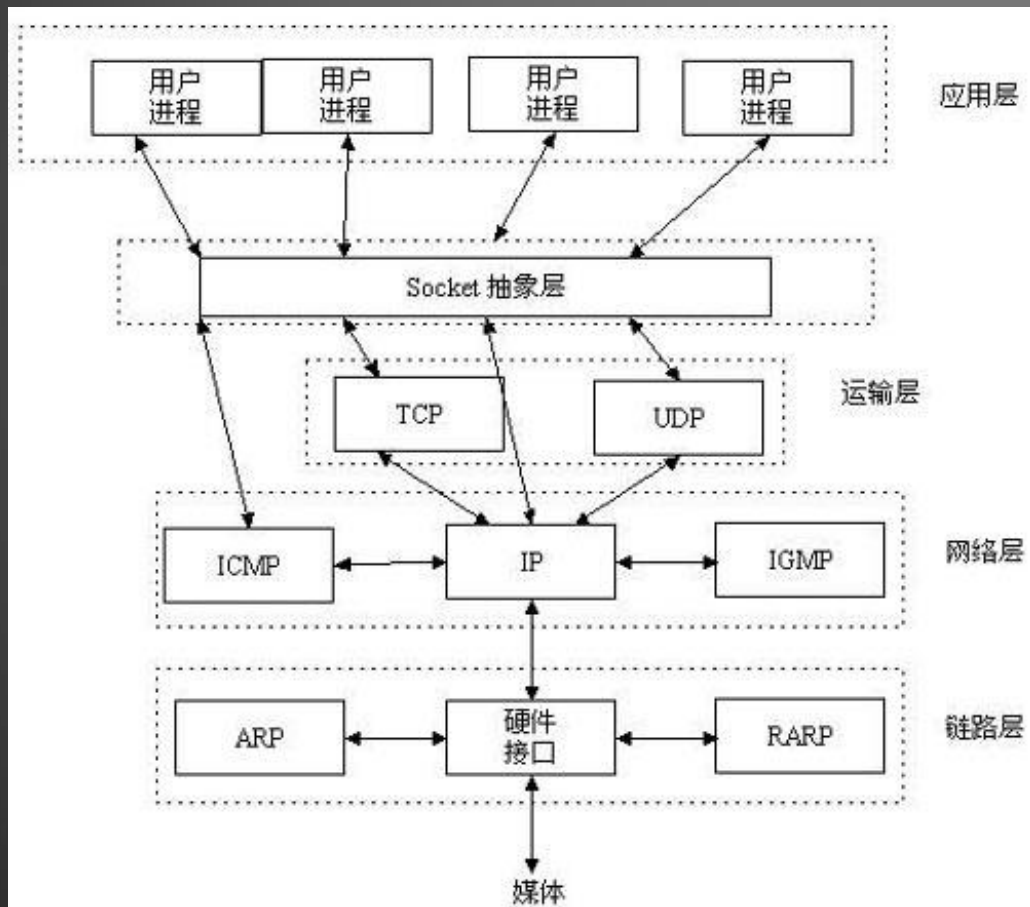 用户
进程
用户
进程
用户
进程
用户
进程
应用层
Socket 抽象层
运输层
TCP
UDP
网络层
ICMP
IP
IGMP
链路层
ARP
硬件
接口
RARP
媒体